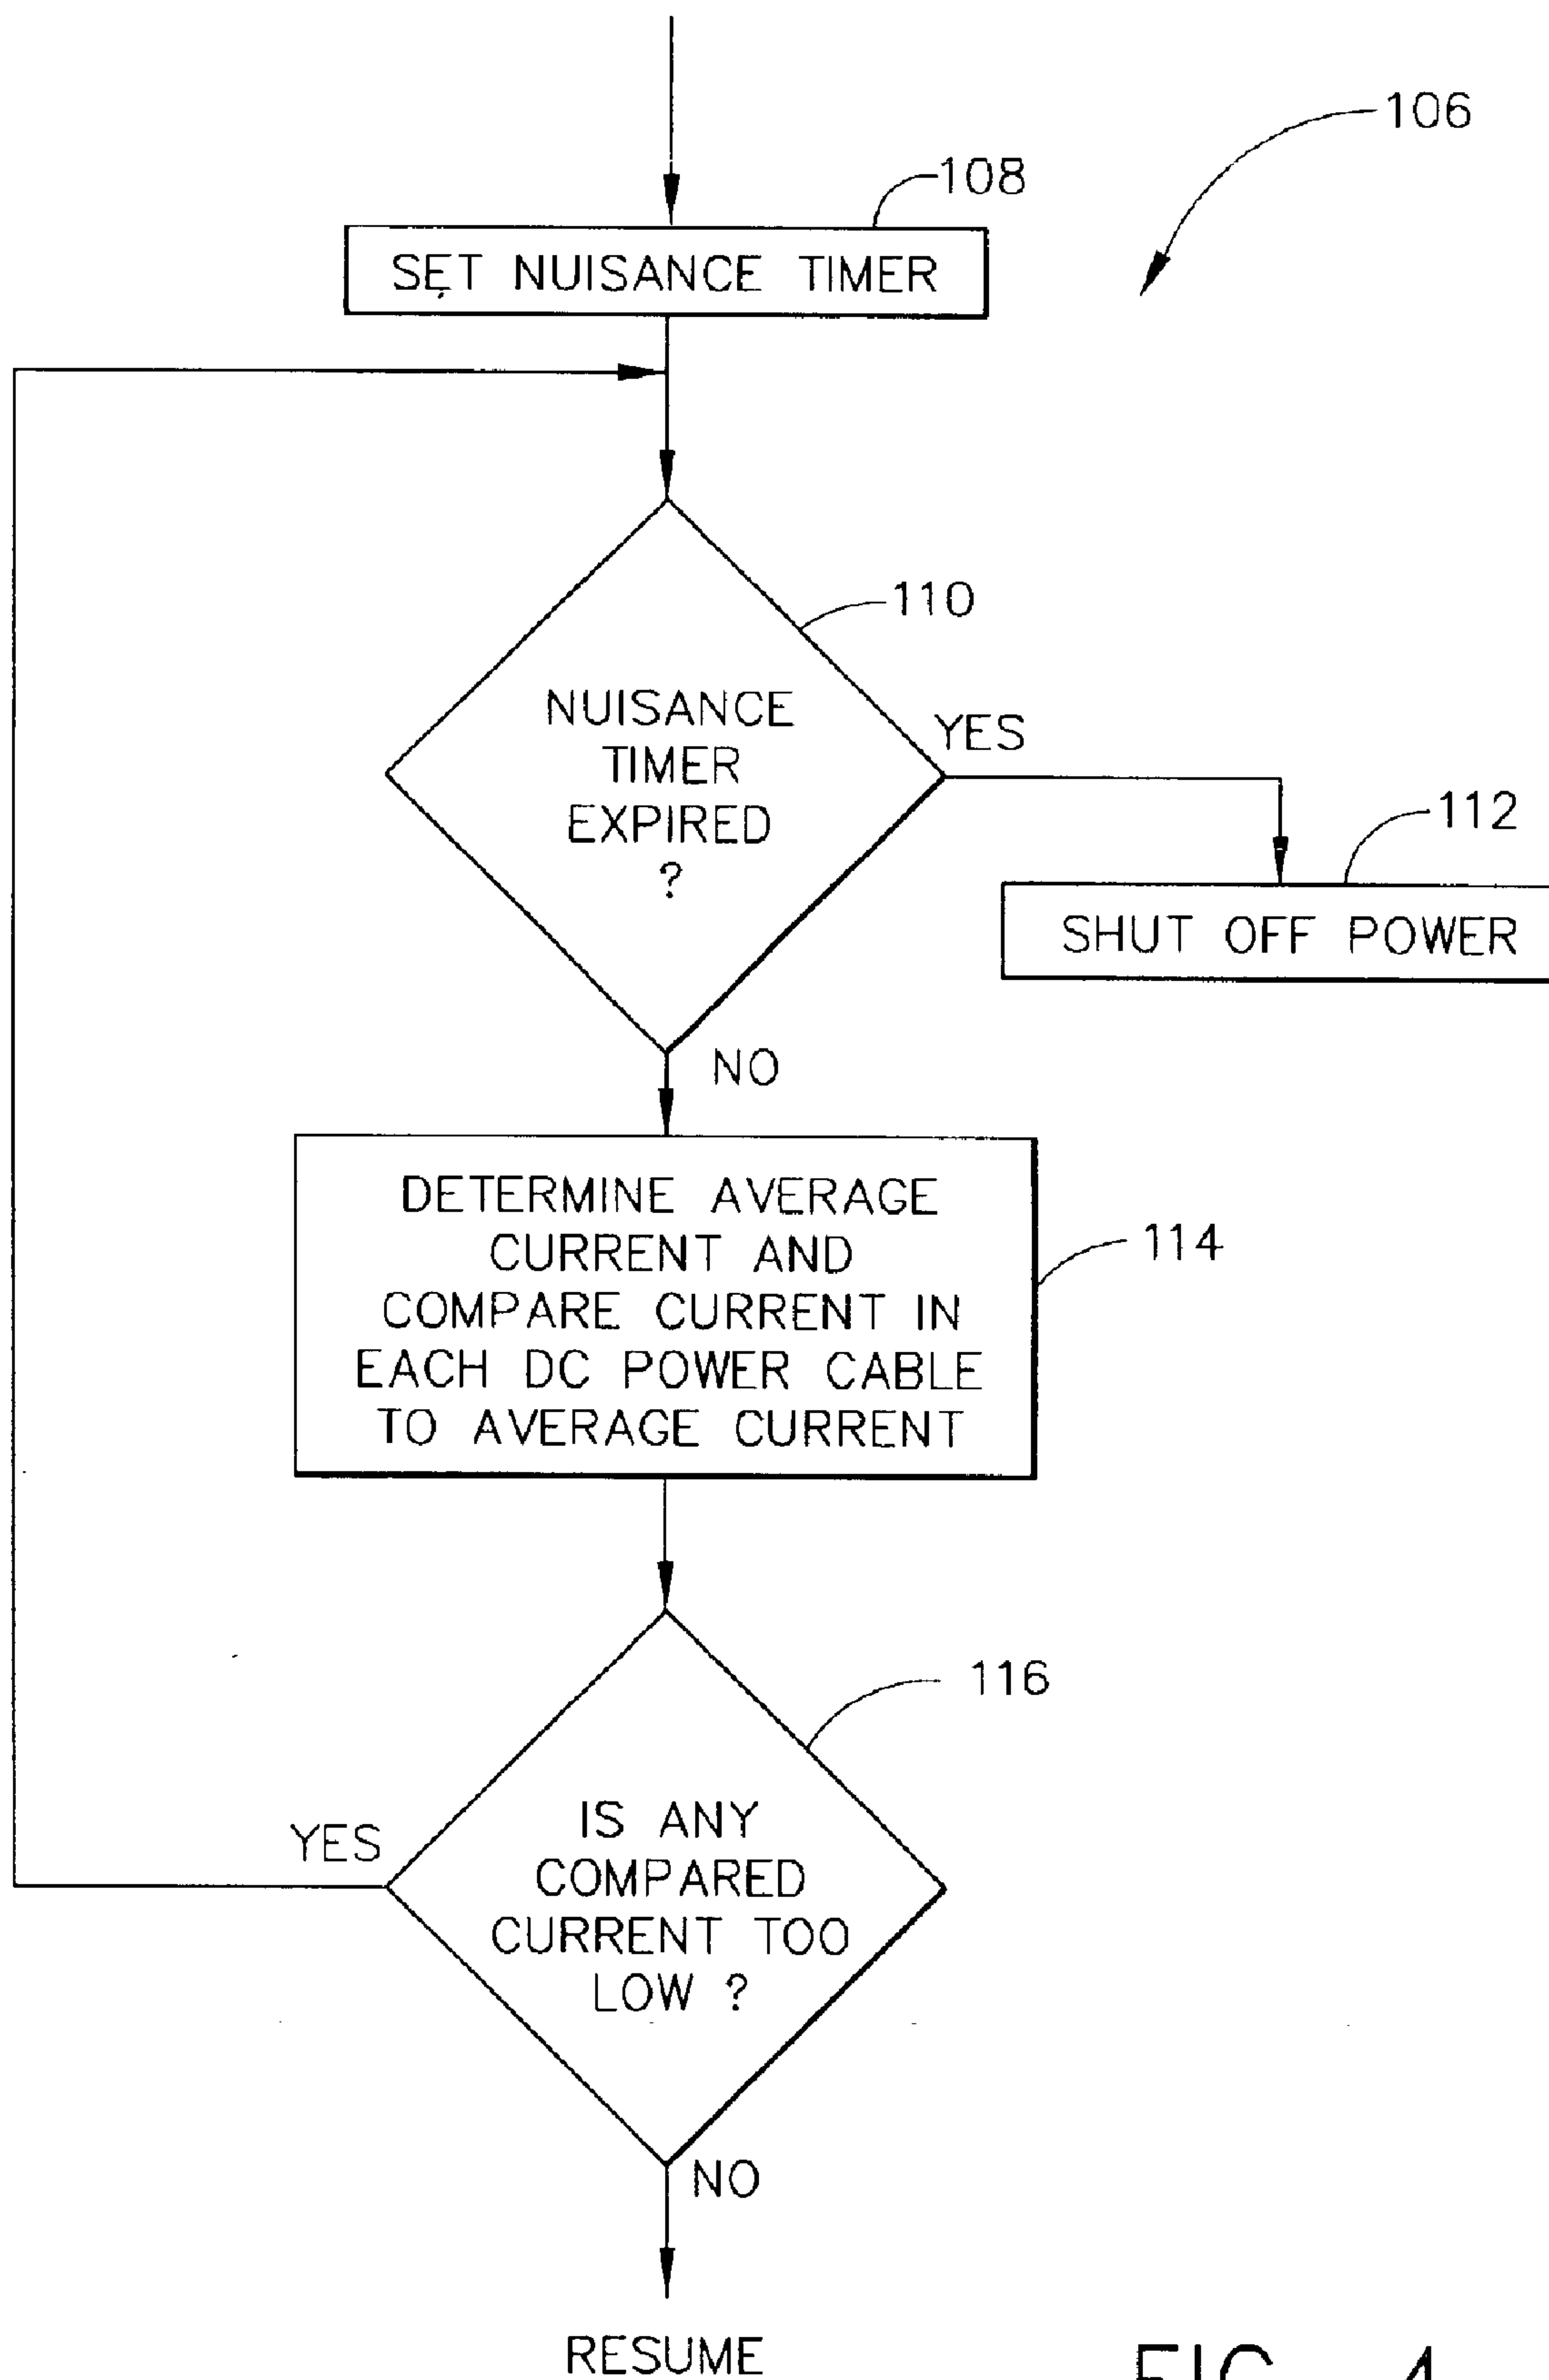 106
108
SET NUISANCE TIMER
110
NUISANCE
TIMER
EXPIRED
?
YES
112
SHUT OFF POWER
NO
DETERMINE AVERAGE
CURRENT AND
COMPARE CURRENT IN
EACH DC POWER CABLE
TO AVERAGE CURRENT
114
116
IS ANY
COMPARED
CURRENT TOO
LOW ?
YES
NO
RESUME
FIG. 4